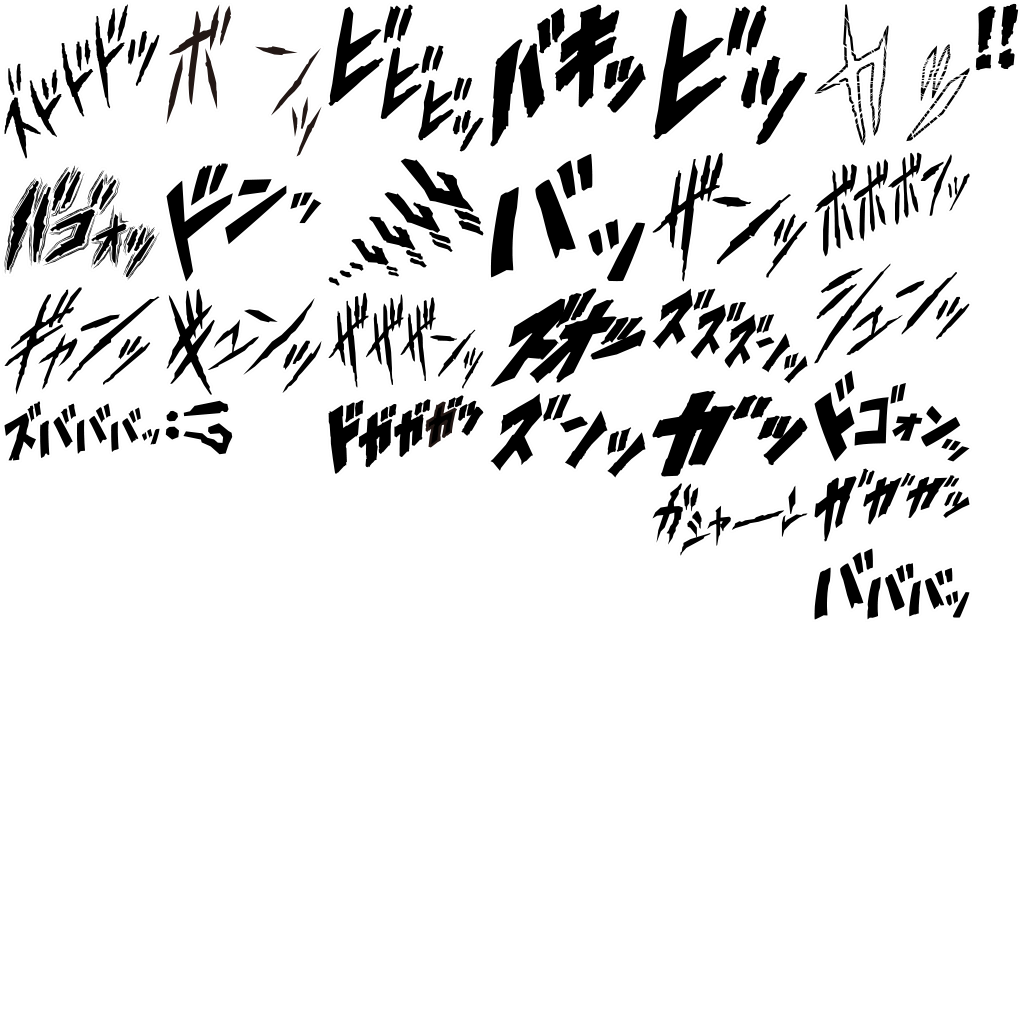 ズドドドッ
ボンッ
ビビビッ
バキッ
ビッ
カッ
!!
バゴォッ
ドンッ
バッ
ザンッ
ボボボンッ
ギャンッ
ギュンッ
ザザザーッ
ズオッ
ズズズーンッ
シュンッ
ズバババッ
ドガガガッ
ズンッ
ガッ
ドゴォンッ
ガシャーン
ガガガッ
バババッ